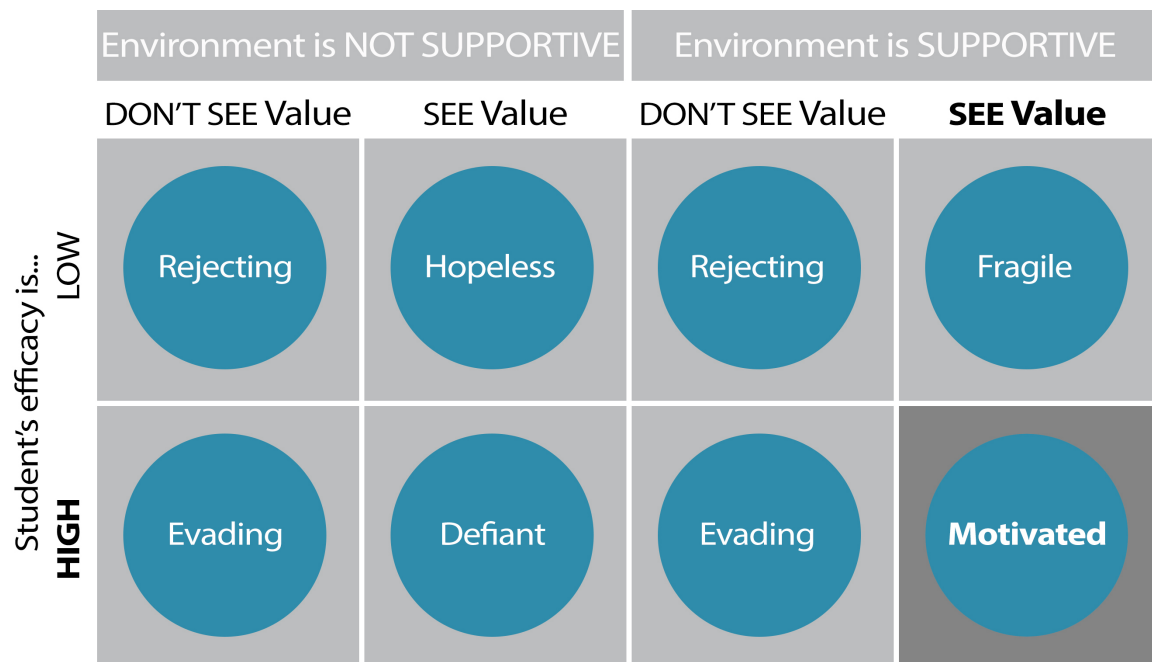 Environment is NOT SUPPORTIVE
Environment is SUPPORTIVE
DON'T SEE Value
SEE Value
DON'T SEE Value
SEE Value
Student's efficacy is...
LOW
Rejecting
Hopeless
Rejecting
Fragile
HIGH
Evading
Defiant
Evading
Motivated